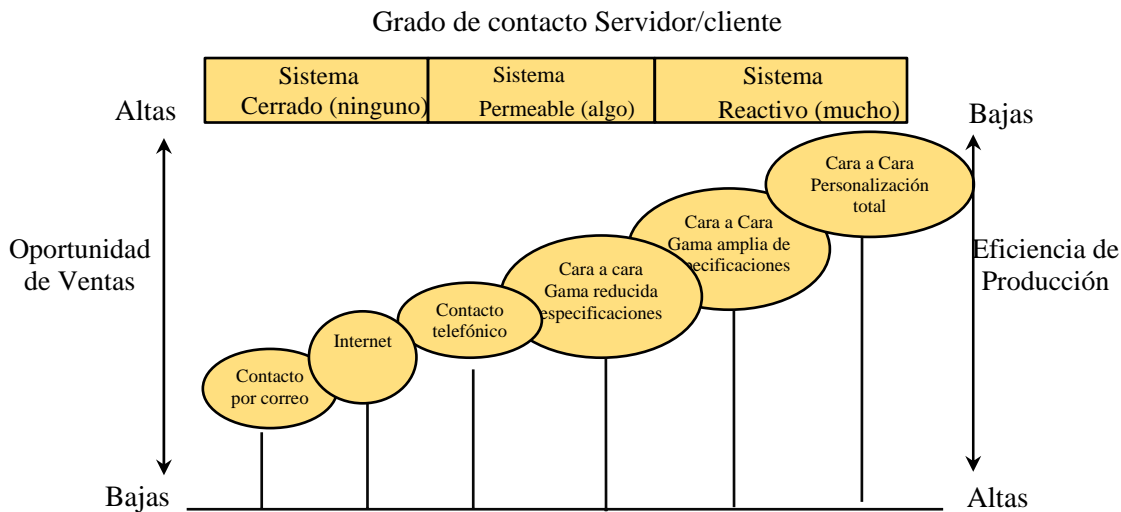 Grado de contacto Servidor/cliente
Sistema
Cerrado (ninguno)
Sistema
Permeable (algo)
Sistema
Reactivo (mucho)
Altas
Bajas
Oportunidad
de Ventas
Eficiencia de
Producción
Cara a Cara
Personalización
total
Cara a Cara
Gama amplia de
pecificaciones
Cara a cara
Gama reducida
especificaciones
Contacto
telefónico
Internet
Contacto
por correo
Bajas
Altas